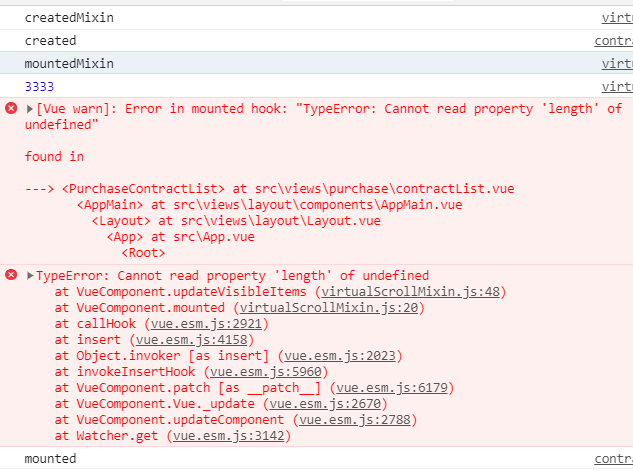 createdMixin virt
created contr
mountedMixin virt
3333
[Vue warn]: Error in mounted hook: "TypeError: Cannot read property 'length' of
undefined"
found in
---> <PurchaseContractList> at src\views\purchase\contractList.vue
<AppMain> at src\views\layout\components\AppMain.vue
<Layout> at src\views\layout\Layout.vue
<App> at src\App.vue
<Root>
TypeError: Cannot read property 'length' of undefined
at VueComponent.updateVisibleItems (virtualScrollMixin.js:48)
at VueComponent.mounted (virtualScrollMixin.js:20)
at callHook (vue.esm.js:2921)
at insert (vue.esm.js:4158)
at Object.invoker [as insert] (vue.esm.js:2023)
at invokeInsertHook (vue.esm.js:5960)
at VueComponent.patch [as __patch__] (vue.esm.js:6179)
at VueComponent.Vue._update (vue.esm.js:2670)
at VueComponent.updateComponent (vue.esm.js:2788)
at Watcher.get (vue.esm.js:3142)
mounted contr